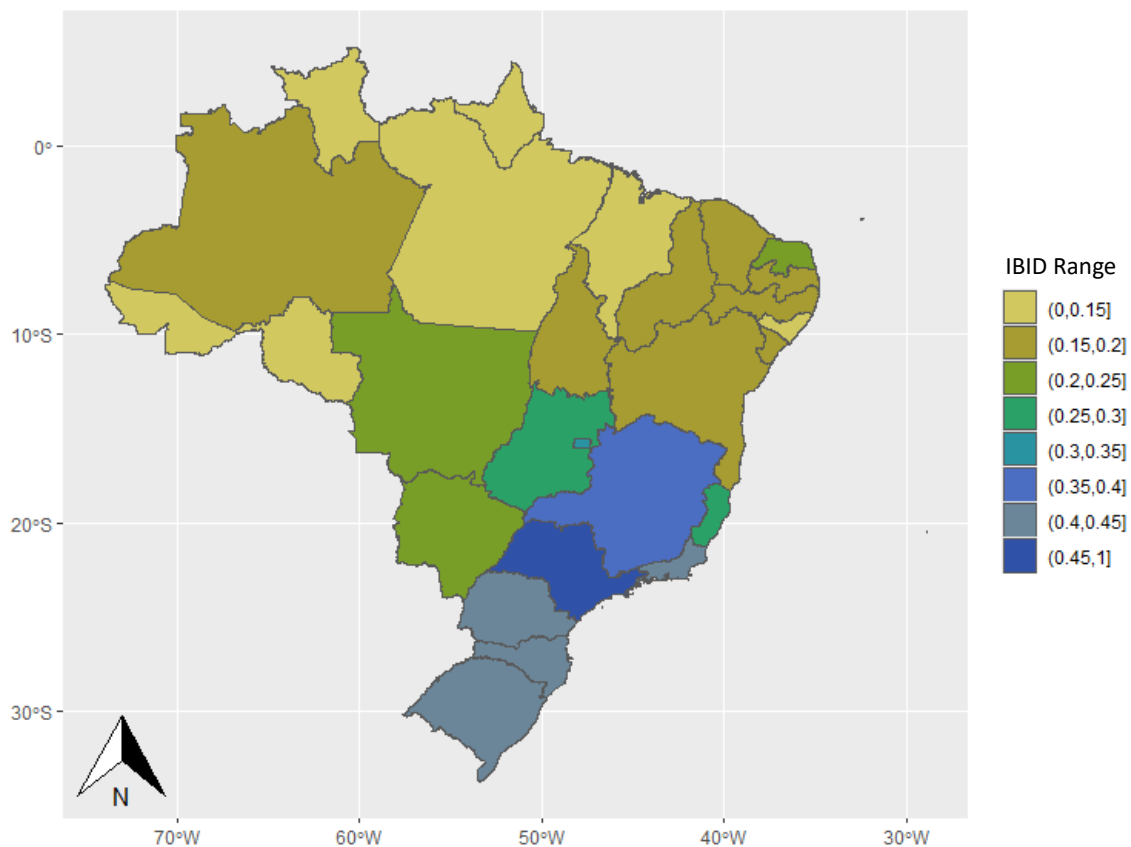 0°
10°S
20°S
30°S
70°W
60°W
50°W
40°W
30°W
N
IBID Range
(0,0.15]
(0.15,0.2]
(0.2,0.25]
(0.25,0.3]
(0.3,0.35]
(0.35,0.4]
(0.4,0.45]
(0.45,1]